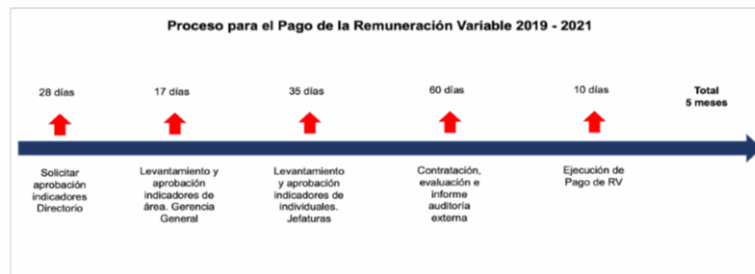 Proceso para el Pago de la Remuneración Variable 2019 - 2021
28 días
17 días
35 días
60 días
10 días
Total
5 meses
Solicitar
aprobación
indicadores
Directorio
Levantamiento y
aprobación
indicadores de
área. Gerencia
General
Levantamiento
y aprobación
indicadores de
individuales.
Jefaturas
Contratación,
evaluación e
informe
auditoría
externa
Ejecución de
Pago de RV